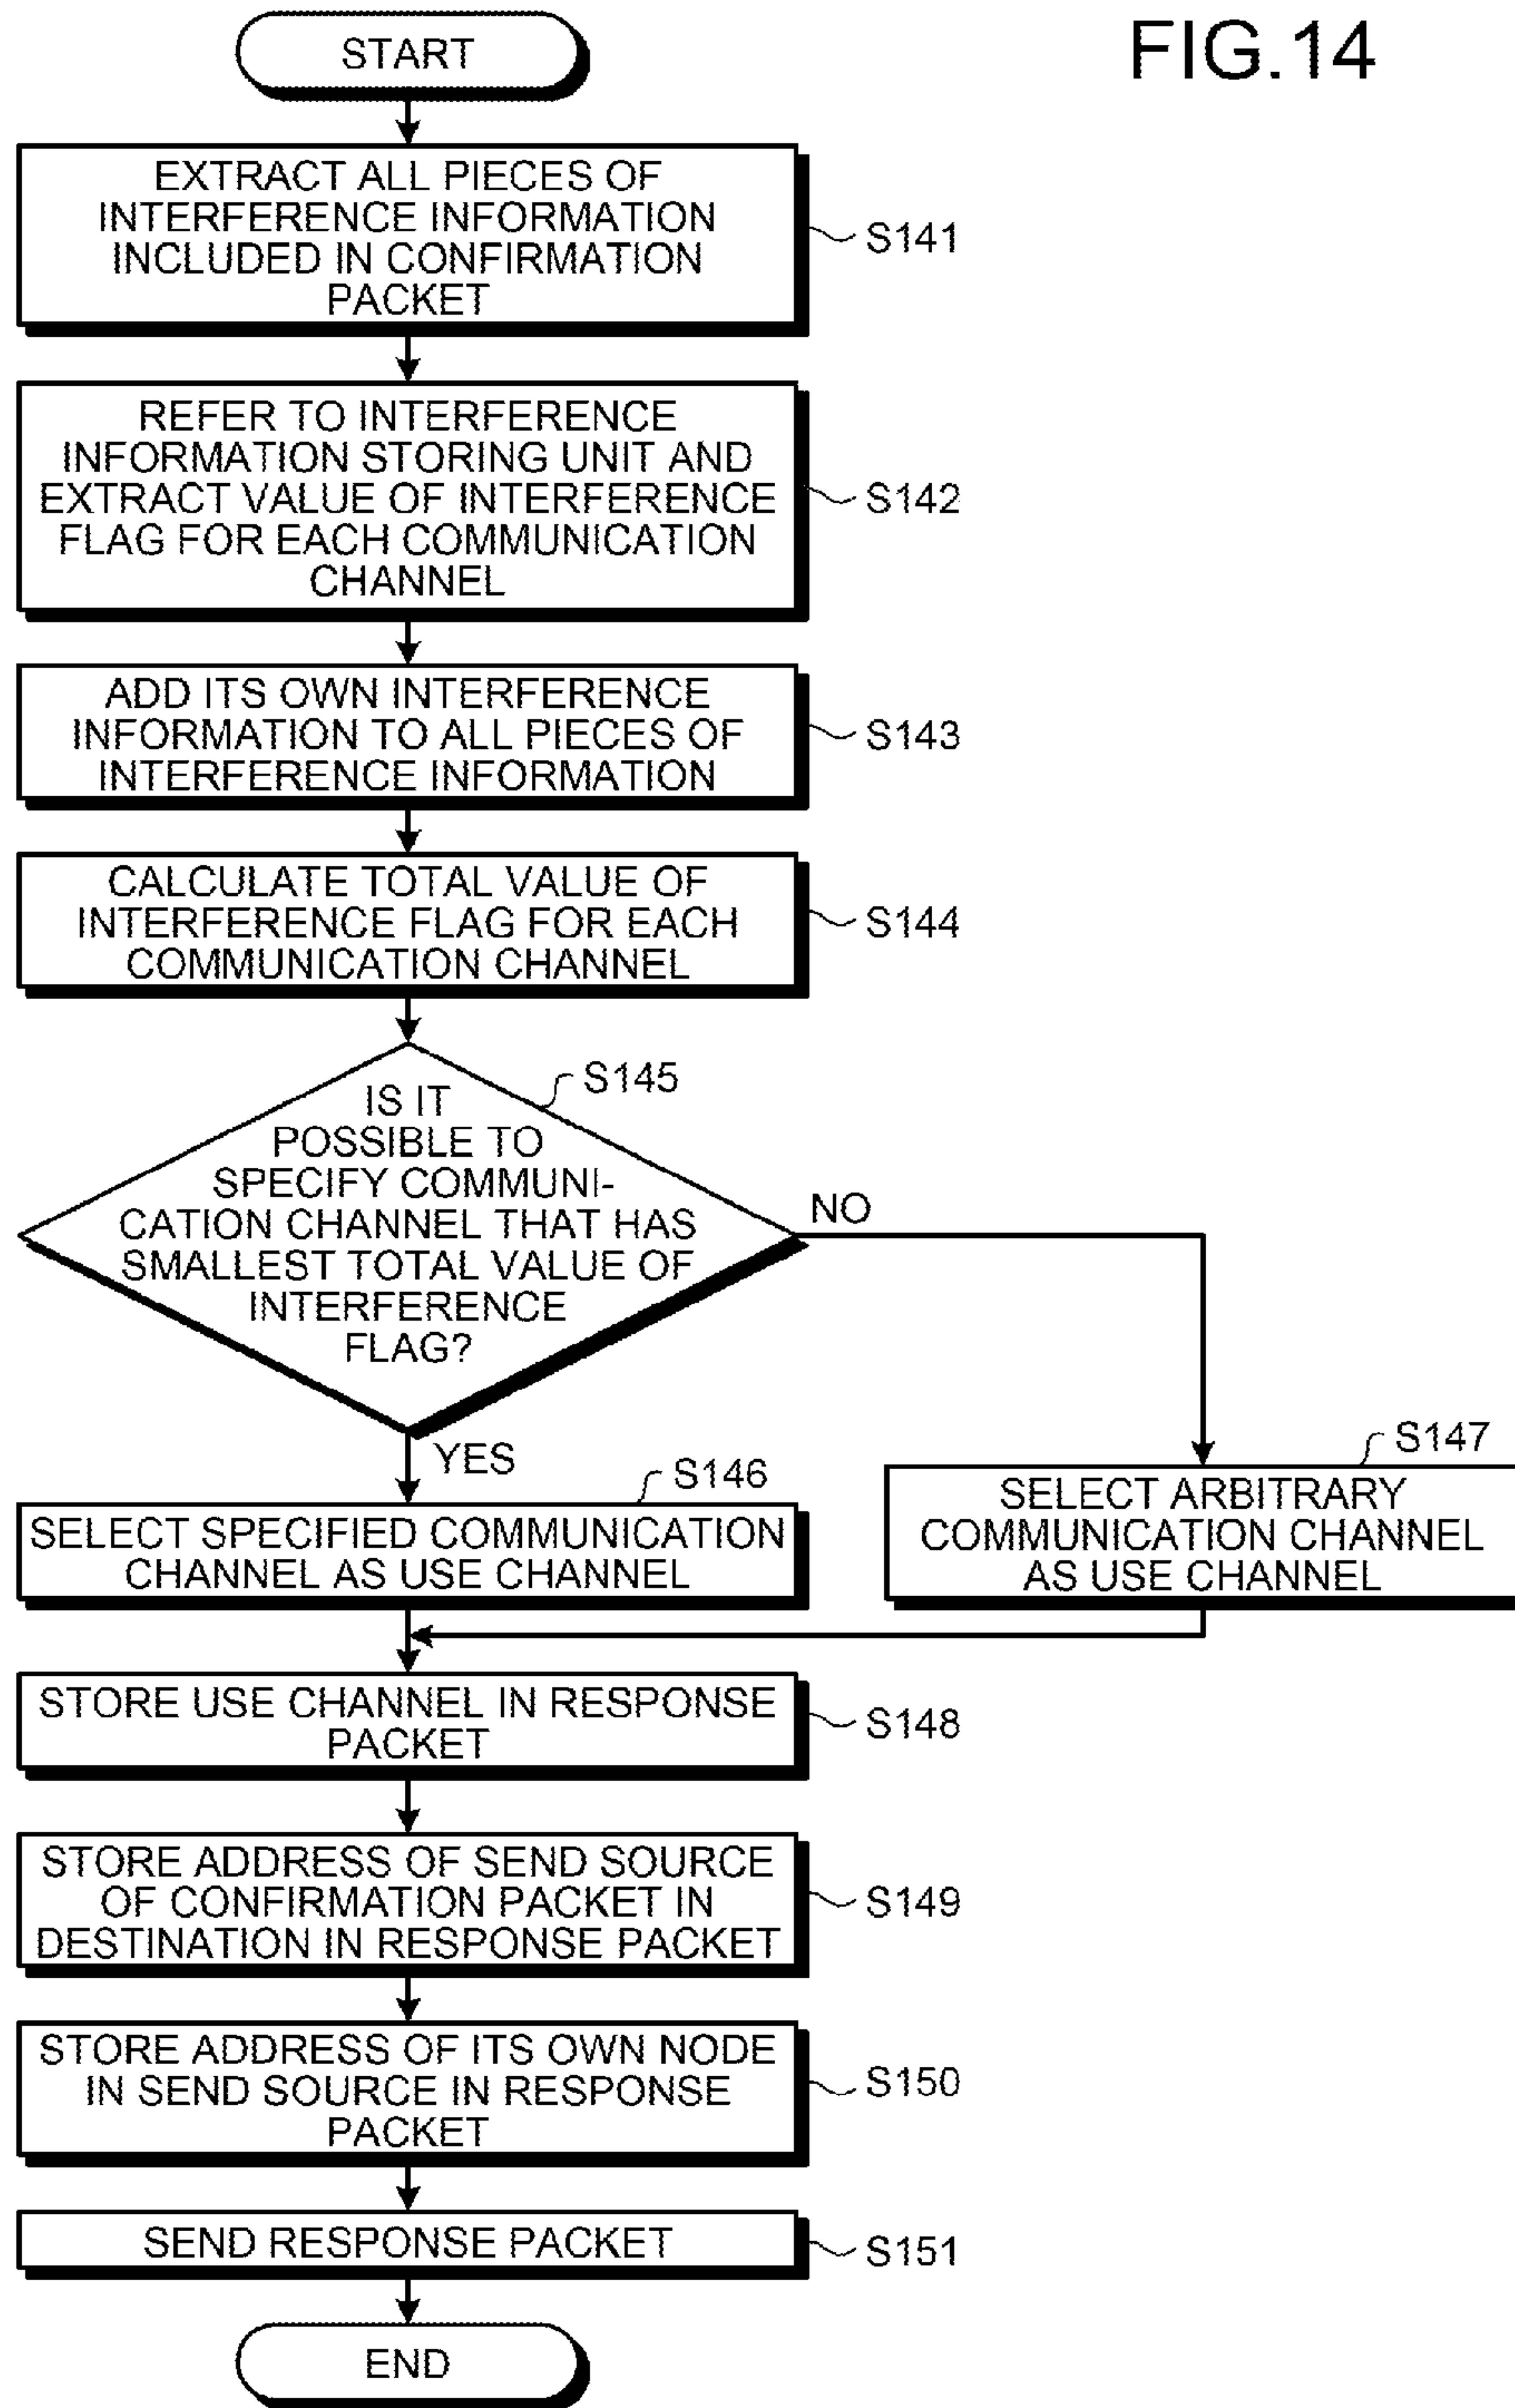 FIG.14
START
EXTRACT ALL PIECES OF
INTERFERENCE INFORMATION
INCLUDED IN CONFIRMATION
PACKET
S141
REFER TO INTERFERENCE
INFORMATION STORING UNIT AND
EXTRACT VALUE OF INTERFERENCE
FLAG FOR EACH COMMUNICATION
CHANNEL
S142
ADD ITS OWN INTERFERENCE
INFORMATION TO ALL PIECES OF
INTERFERENCE INFORMATION
S143
CALCULATE TOTAL VALUE OF
INTERFERENCE FLAG FOR EACH
COMMUNICATION CHANNEL
S144
S145
IS IT
POSSIBLE TO
SPECIFY COMMUNI-
CATION CHANNEL THAT HAS
SMALLEST TOTAL VALUE OF
INTERFERENCE
FLAG?
NO
YES
S146
SELECT SPECIFIED COMMUNICATION
CHANNEL AS USE CHANNEL
S147
SELECT ARBITRARY
COMMUNICATION CHANNEL
AS USE CHANNEL
STORE USE CHANNEL IN RESPONSE
PACKET
S148
STORE ADDRESS OF SEND SOURCE
OF CONFIRMATION PACKET IN
DESTINATION IN RESPONSE PACKET
S149
STORE ADDRESS OF ITS OWN NODE
IN SEND SOURCE IN RESPONSE
PACKET
S150
SEND RESPONSE PACKET
S151
END